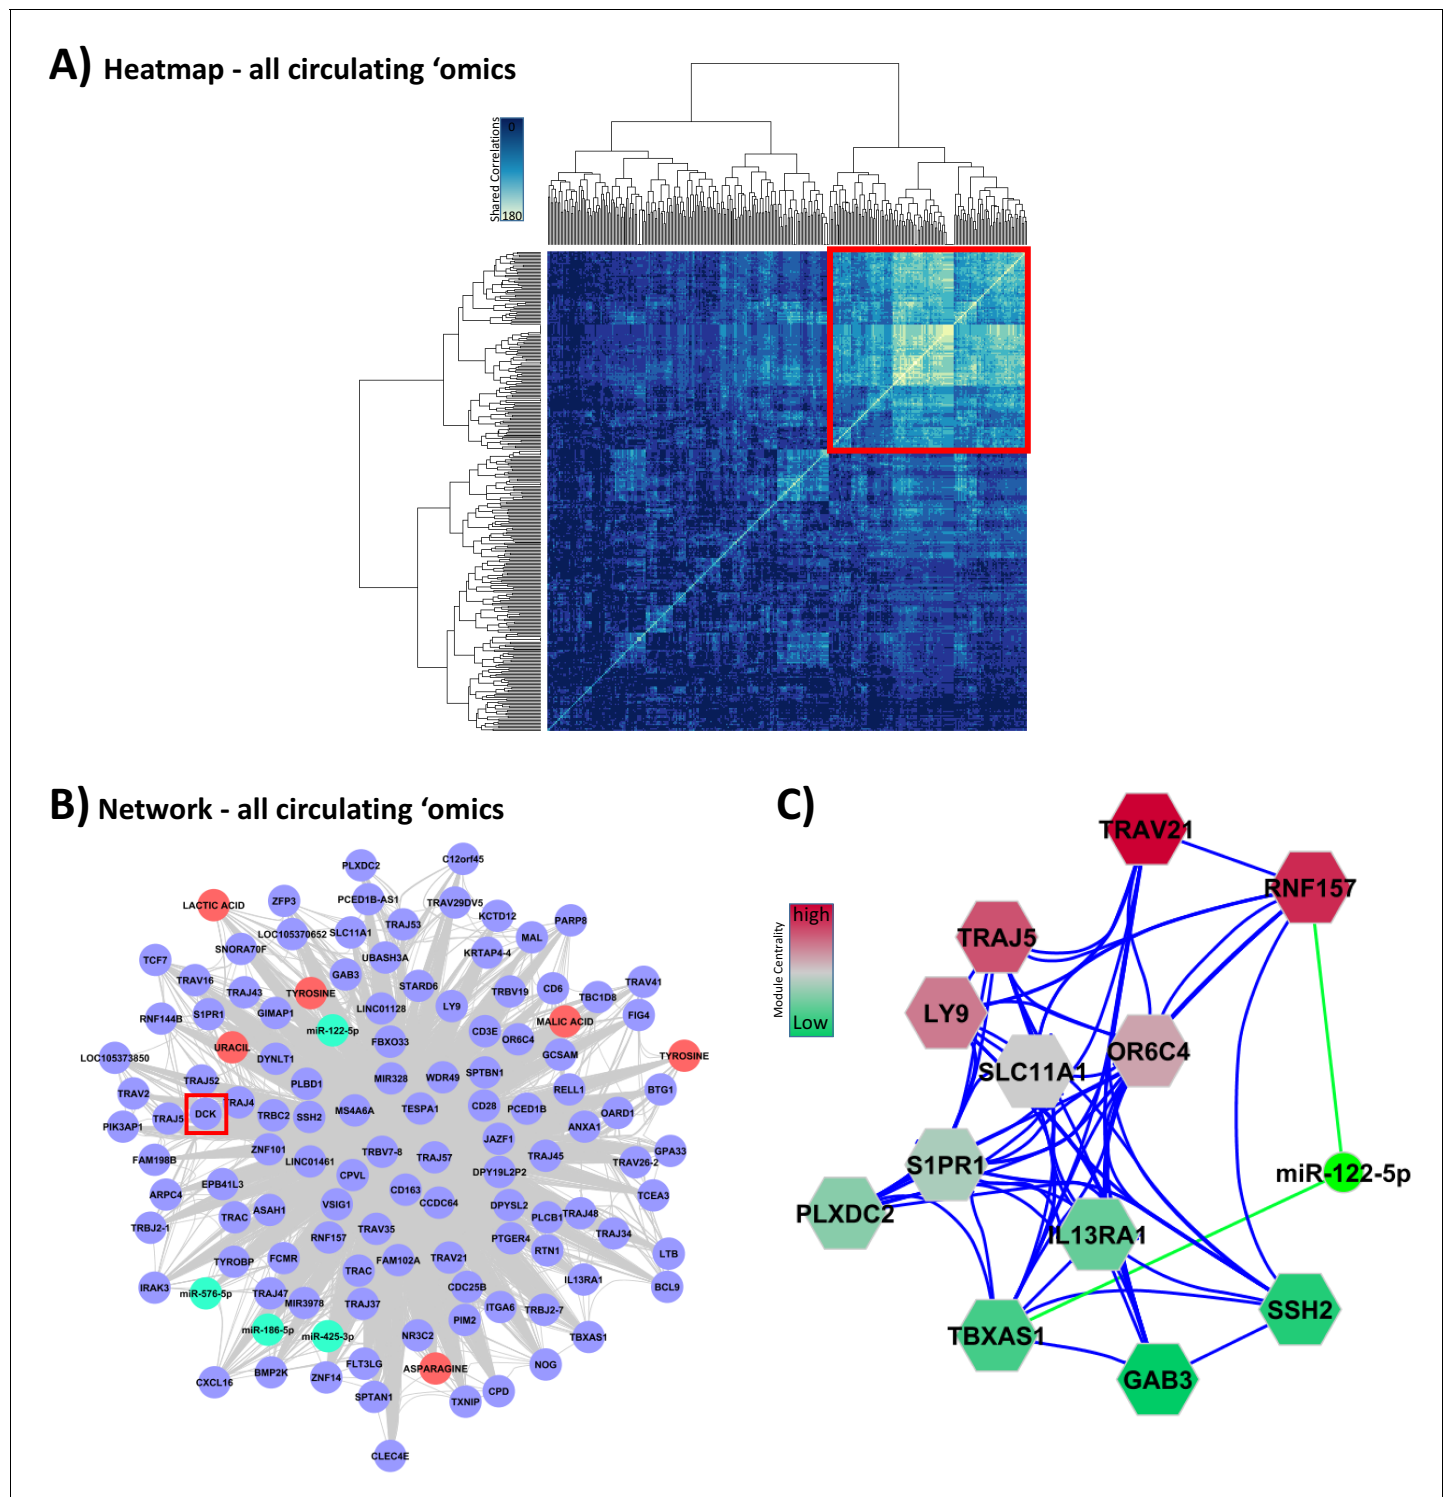 A) Heatmap - all circulating ‘omics
Shared Correlations
0
180
B) Network - all circulating ‘omics
PLXDC2
C12orf45
LACTIC ACID
ZFP3
PCED1B-AS1
TRAV29DV5
KCTD12
PARP8
LOC105370652
SLC11A1
TRAJ53
MAL
SNORA70F
UBASH3A
KRTAP4-4
TCF7
TRAV16
GAB3
STARD6
TRBV19
CD6
TRAV41
TRAJ43
TYROSINE
TBC1D8
RNF144B
S1PR1
GIMAP1
LINC01128
LY9
MALIC ACID
FIG4
miR-122-5p
CD3E
OR6C4
URACIL
FBXO33
GCSAM
TYROSINE
LOC105373850
DYNLT1
SPTBN1
TRAJ52
PLBD1
MIR328
WDR49
RELL1
BTG1
TRAV2
TRAJ4
CD28
PCED1B
OARD1
TRAJ5
DCK
TRBC2
SSH2
MS4A6A
TESPA1
ANXA1
PIK3AP1
JAZF1
FAM198B
ZNF101
LINC01461
TRBV7-8
TRAJ57
TRAJ45
GPA33
DPY19L2P2
TRAV26-2
ARPC4
EPB41L3
CPVL
CD163
TCEA3
TRBJ2-1
TRAC
ASAH1
VSIG1
CCDC64
DPYSL2
PLCB1
TRAJ48
RNF157
TRAV35
PTGER4
TRAJ34
TYROBP
FCMR
FAM102A
TRAV21
RTN1
LTB
IRAK3
miR-576-5p
TRAC
CDC25B
IL13RA1
BCL9
TRAJ47
MIR3978
TRAJ37
ITGA6
TRBJ2-7
miR-186-5p
miR-425-3p
NR3C2
PIM2
TBXAS1
CXCL16
BMP2K
ZNF14
FLT3LG
ASPARAGINE
NOG
SPTAN1
TXNIP
CPD
CLEC4E
C)
Module Centrality
high
Low
TRAV21
RNF157
TRAJ5
LY9
OR6C4
SLC11A1
S1PR1
miR-122-5p
PLXDC2
IL13RA1
SSH2
TBXAS1
GAB3